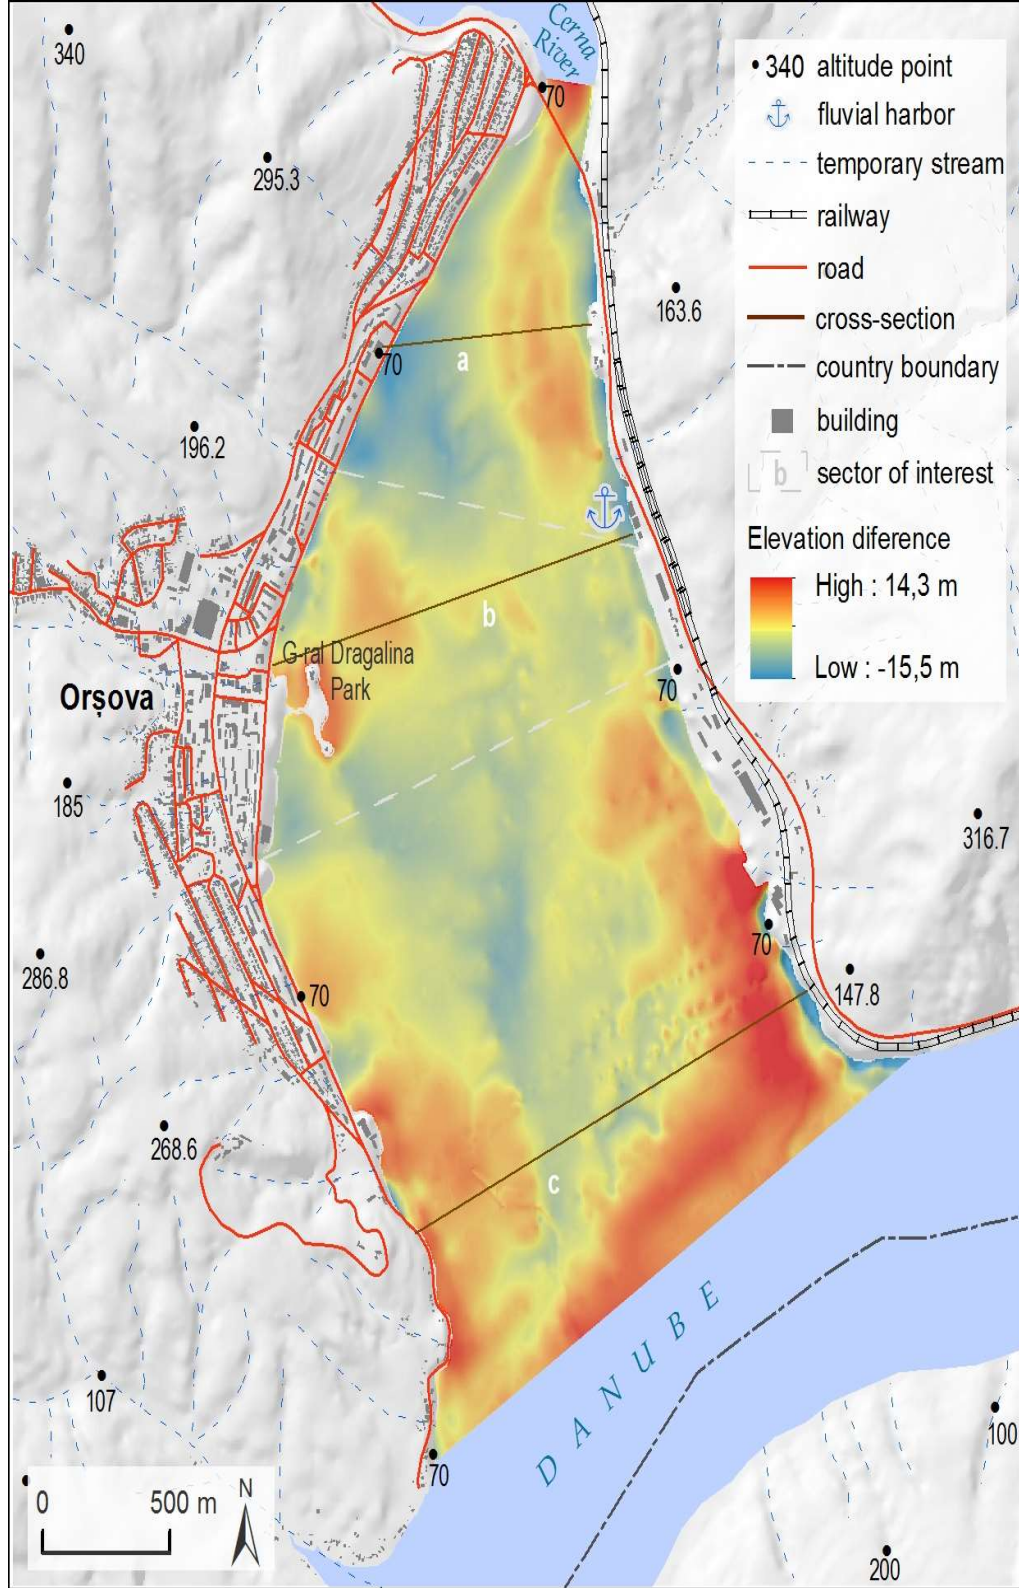 Cerna
River
340
70
295.3
163.6
70
a
196.2
b
G-ral Dragalina
Park
70
Orșova
185
316.7
286.8
70
70
147.8
268.6
c
DANUBE
107
100
70
200
0 500 m
N
340 altitude point
fluvial harbor
temporary stream
railway
road
cross-section
country boundary
building
b sector of interest
Elevation diference
High : 14,3 m
Low : -15,5 m